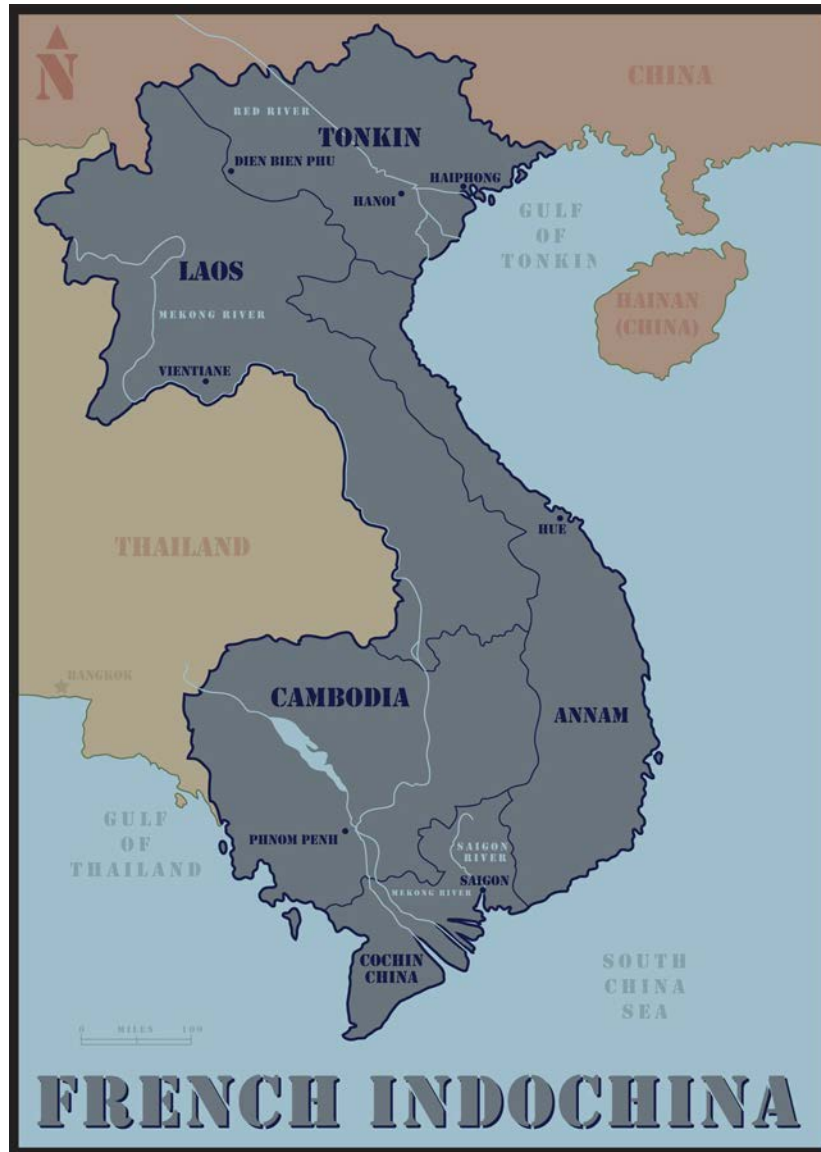 N
CHINA
RED RIVER
TONKIN
DIEN BIEN PHU
HAIPHONG
HANOI
GULF
OF
TONKIN
LAOS
HAINAN
(CHINA)
MEKONG RIVER
VIENTIANE
HUE
THAILAND
BANGKOK
CAMBODIA
ANNAM
GULF
OF
THAILAND
PHNOM PENH
SAIGON
RIVER
SAIGON
MEKONG RIVER
COCHIN
CHINA
SOUTH
CHINA
SEA
0 MILES 100
FRENCH INDOCHINA